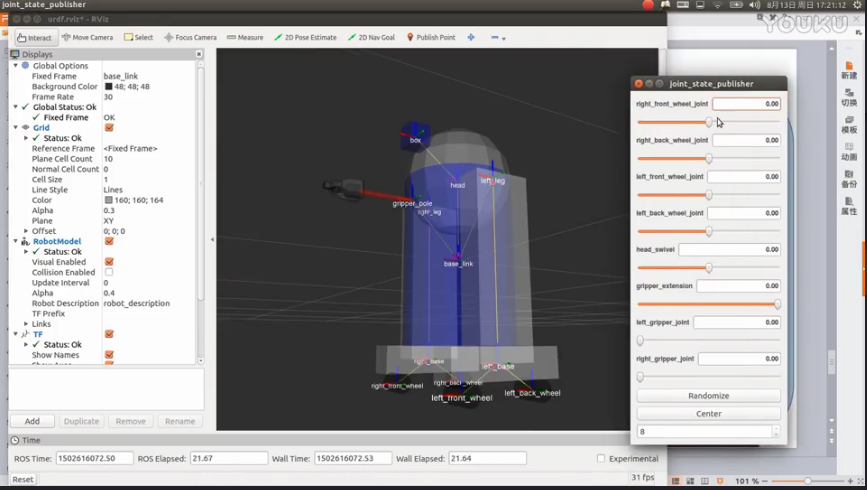 joint_state_publisher
8月13日 周日 17:21:12
YOUKU
urdf.rviz* - RViz
Interact
Move Camera
Select
Focus Camera
Measure
2D Pose Estimate
2D Nav Goal
Publish Point
Displays
Global Options
Fixed Frame base_link
Background Color 48; 48; 48
Frame Rate 30
Global Status: Ok
Fixed Frame OK
Grid
Status: Ok
Reference Frame <Fixed Frame>
Plane Cell Count 10
Normal Cell Count 0
Cell Size 1
Line Style Lines
Color 160; 160; 164
Alpha 0.3
Plane XY
Offset 0; 0; 0
RobotModel
Status: Ok
Visual Enabled
Collision Enabled
Update Interval 0
Alpha 0.4
Robot Description robot_description
TF Prefix
Links
TF
Status: Ok
Show Names
Add
Duplicate
Remove
Rename
box
head
left_leg
gripper_pole
right_leg
base_link
right_base
left_base
right_front_wheel
right_back_wheel
left_front_wheel
left_back_wheel
joint_state_publisher
right_front_wheel_joint 0.00
right_back_wheel_joint 0.00
left_front_wheel_joint 0.00
left_back_wheel_joint 0.00
head_swivel 0.00
gripper_extension 0.00
left_gripper_joint 0.00
right_gripper_joint 0.00
Randomize
Center
8
新建
切换
模板
动画
备份
属性
Time
ROS Time: 1502616072.50
ROS Elapsed: 21.67
Wall Time: 1502616072.53
Wall Elapsed: 21.64
Experimental
Reset
31 fps
101 %